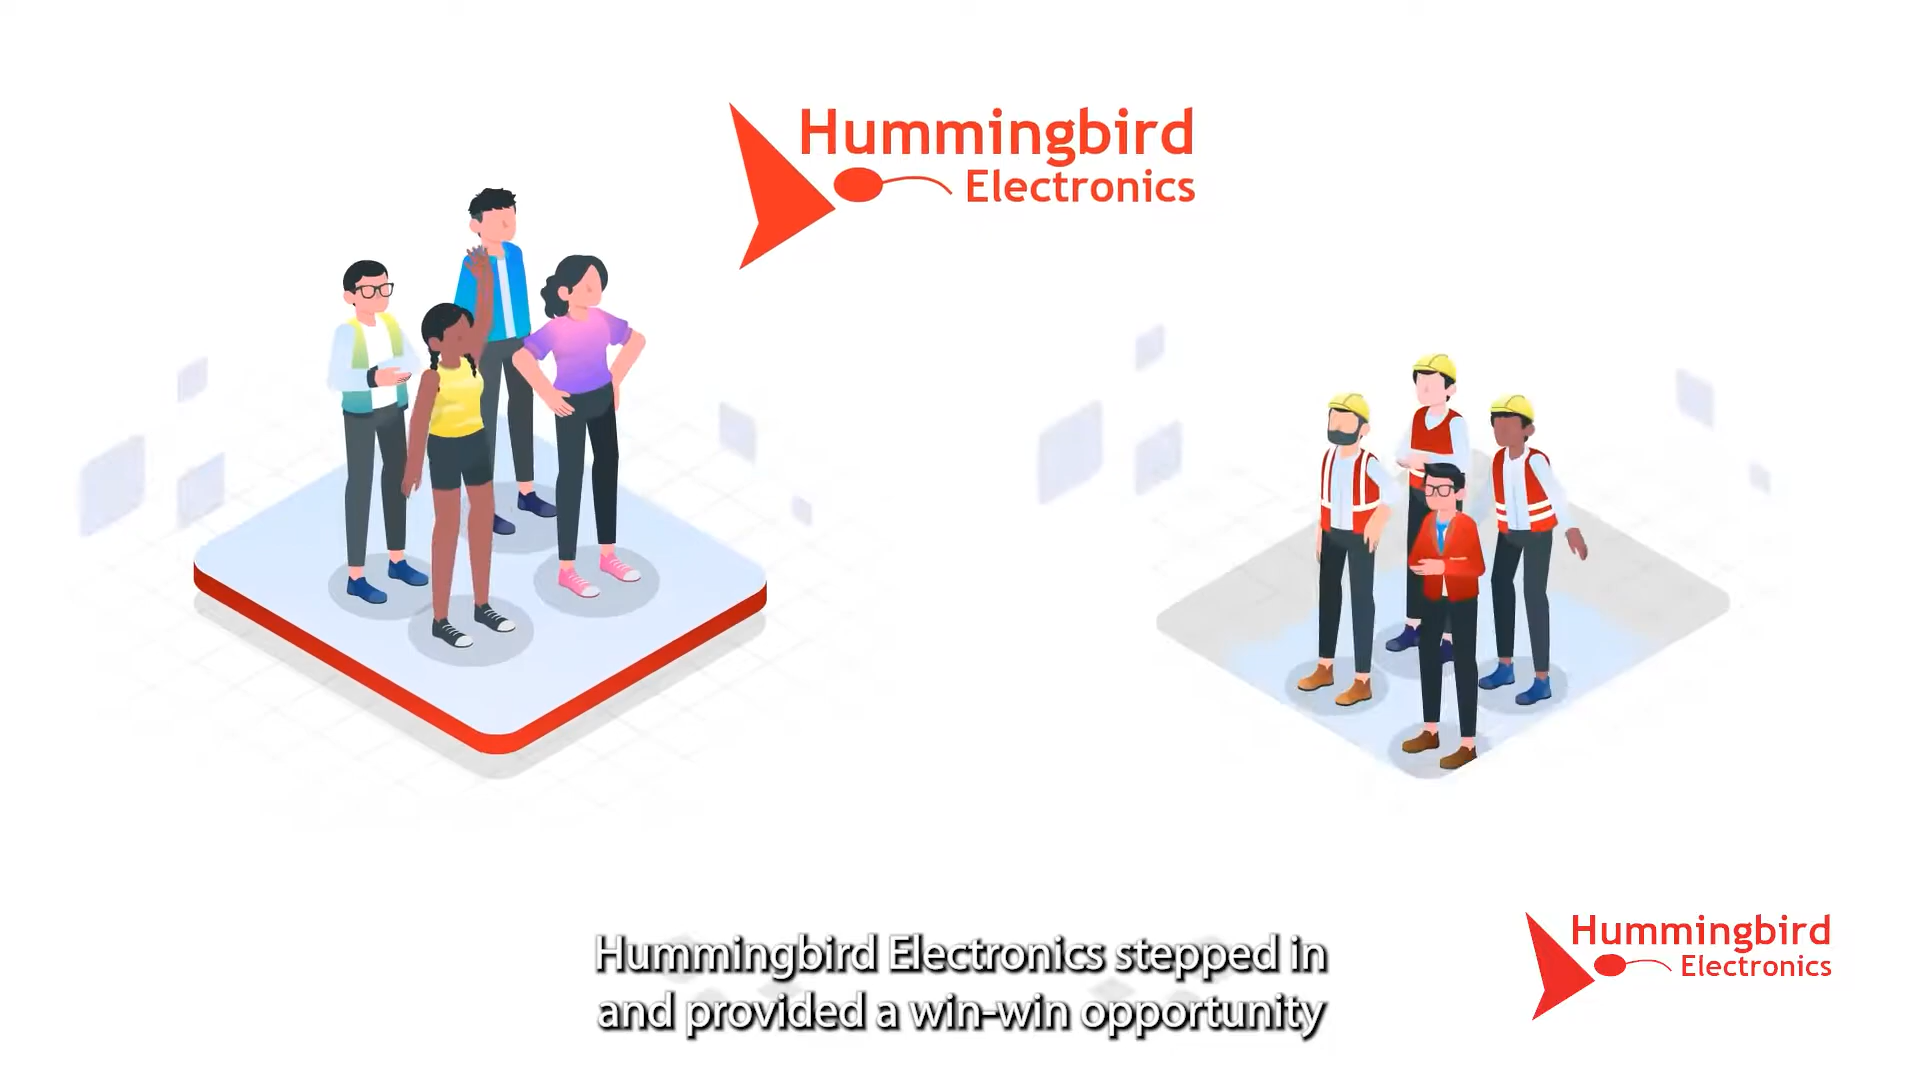 Hummingbird
Electronics
Hummingbird Electronics stepped in
and provided a win-win opportunity
Hummingbird
Electronics